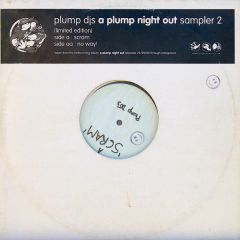 plump djs a plump night out sampler 2
[limited edition]
side a scram
side aa no way!
Plump DJs
'SCRAM'
A